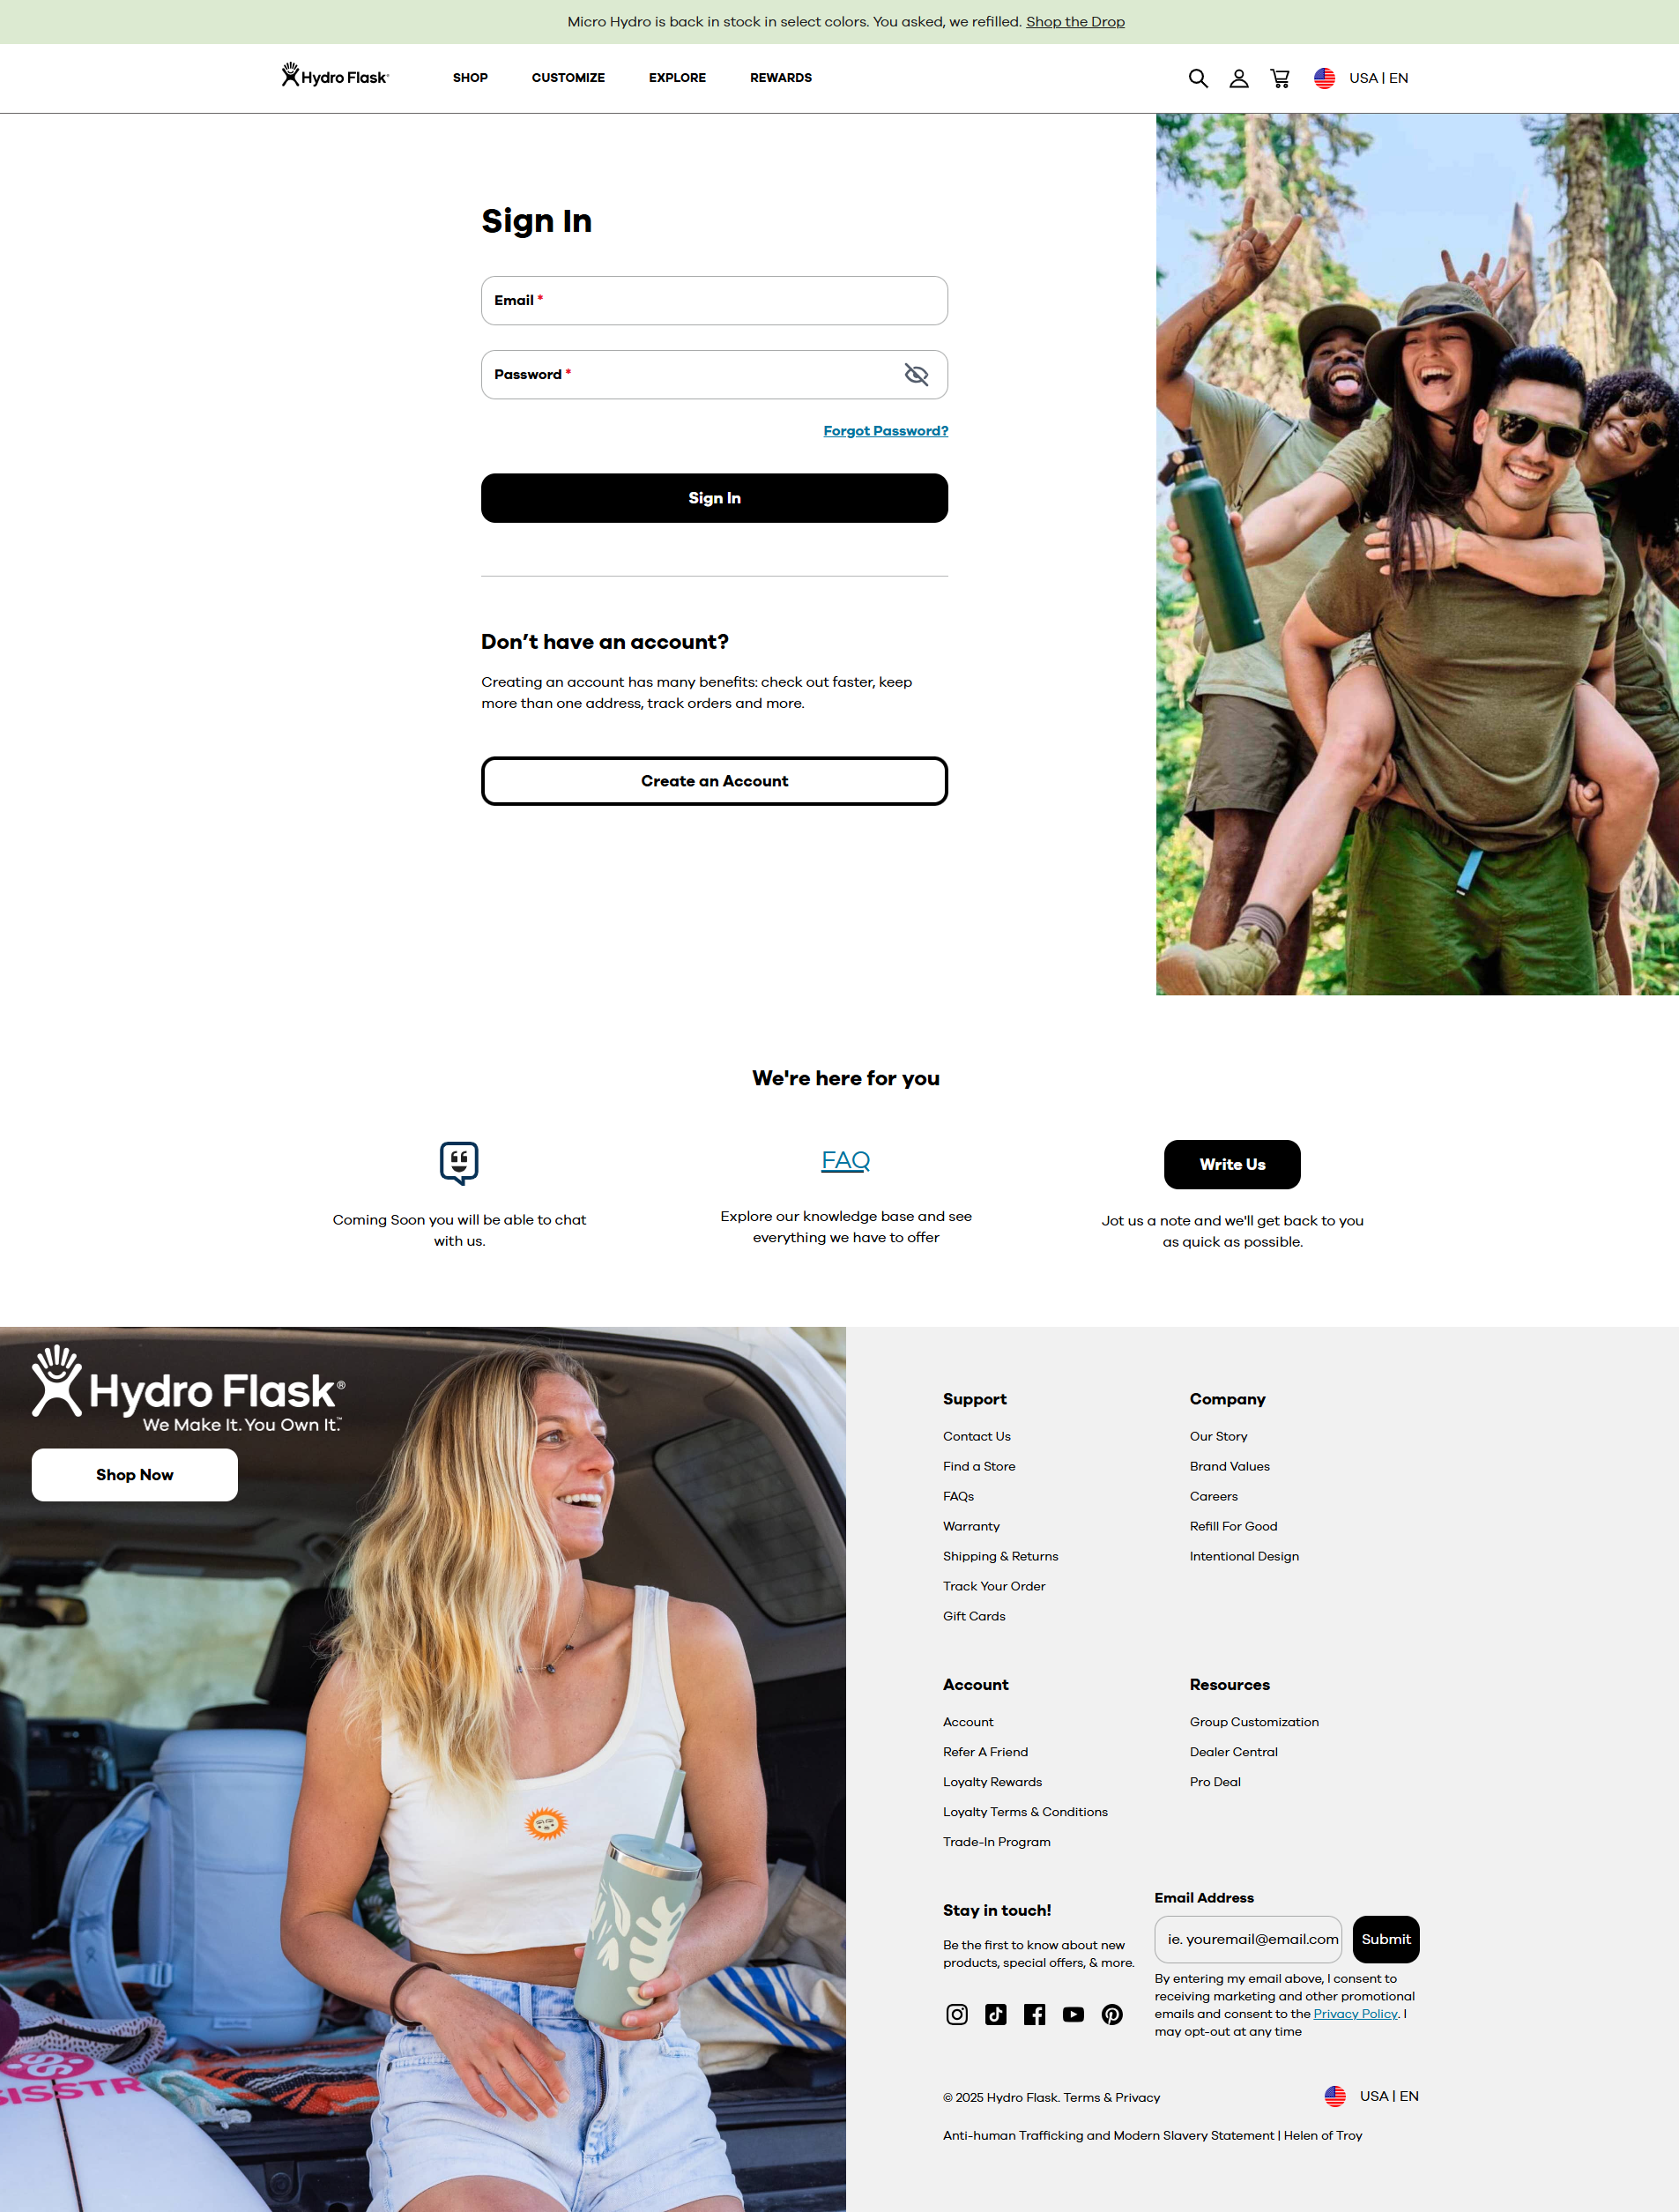 Micro Hydro is back in stock in select colors. You asked, we refilled. Shop the Drop
Hydro Flask
SHOP
CUSTOMIZE
EXPLORE
REWARDS
USA | EN
Sign In
Email *
Password *
Forgot Password?
Sign In
Don’t have an account?
Creating an account has many benefits: check out faster, keep
more than one address, track orders and more.
Create an Account
We're here for you
Coming Soon you will be able to chat
with us.
FAQ
Explore our knowledge base and see
everything we have to offer
Write Us
Jot us a note and we'll get back to you
as quick as possible.
Hydro Flask®
We Make It. You Own It.™
Shop Now
SISSTR
Support
Contact Us
Find a Store
FAQs
Warranty
Shipping & Returns
Track Your Order
Gift Cards
Company
Our Story
Brand Values
Careers
Refill For Good
Intentional Design
Account
Account
Refer A Friend
Loyalty Rewards
Loyalty Terms & Conditions
Trade-In Program
Resources
Group Customization
Dealer Central
Pro Deal
Stay in touch!
Be the first to know about new
products, special offers, & more.
Email Address
ie. youremail@email.com
Submit
By entering my email above, I consent to
receiving marketing and other promotional
emails and consent to the Privacy Policy. I
may opt-out at any time
© 2025 Hydro Flask. Terms & Privacy
USA | EN
Anti-human Trafficking and Modern Slavery Statement | Helen of Troy